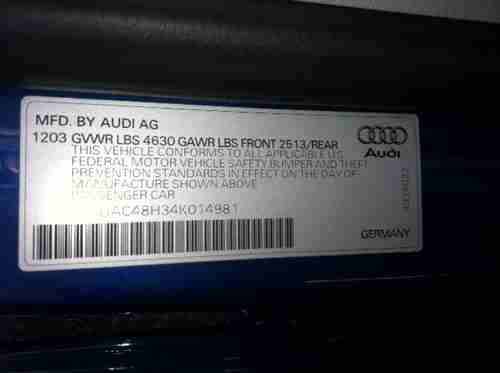 MFD. BY AUDI AG
1203 GVWR LBS 4630 GAWR LBS FRONT 2513/REAR
THIS VEHICLE CONFORMS TO ALL APPLICABLE U.S.
FEDERAL MOTOR VEHICLE SAFETY BUMPER AND THEFT
PREVENTION STANDARDS IN EFFECT ON THE DAY OF
MANUFACTURE SHOWN ABOVE
PASSENGER CAR
AC48H34K014981
Audi
GERMANY